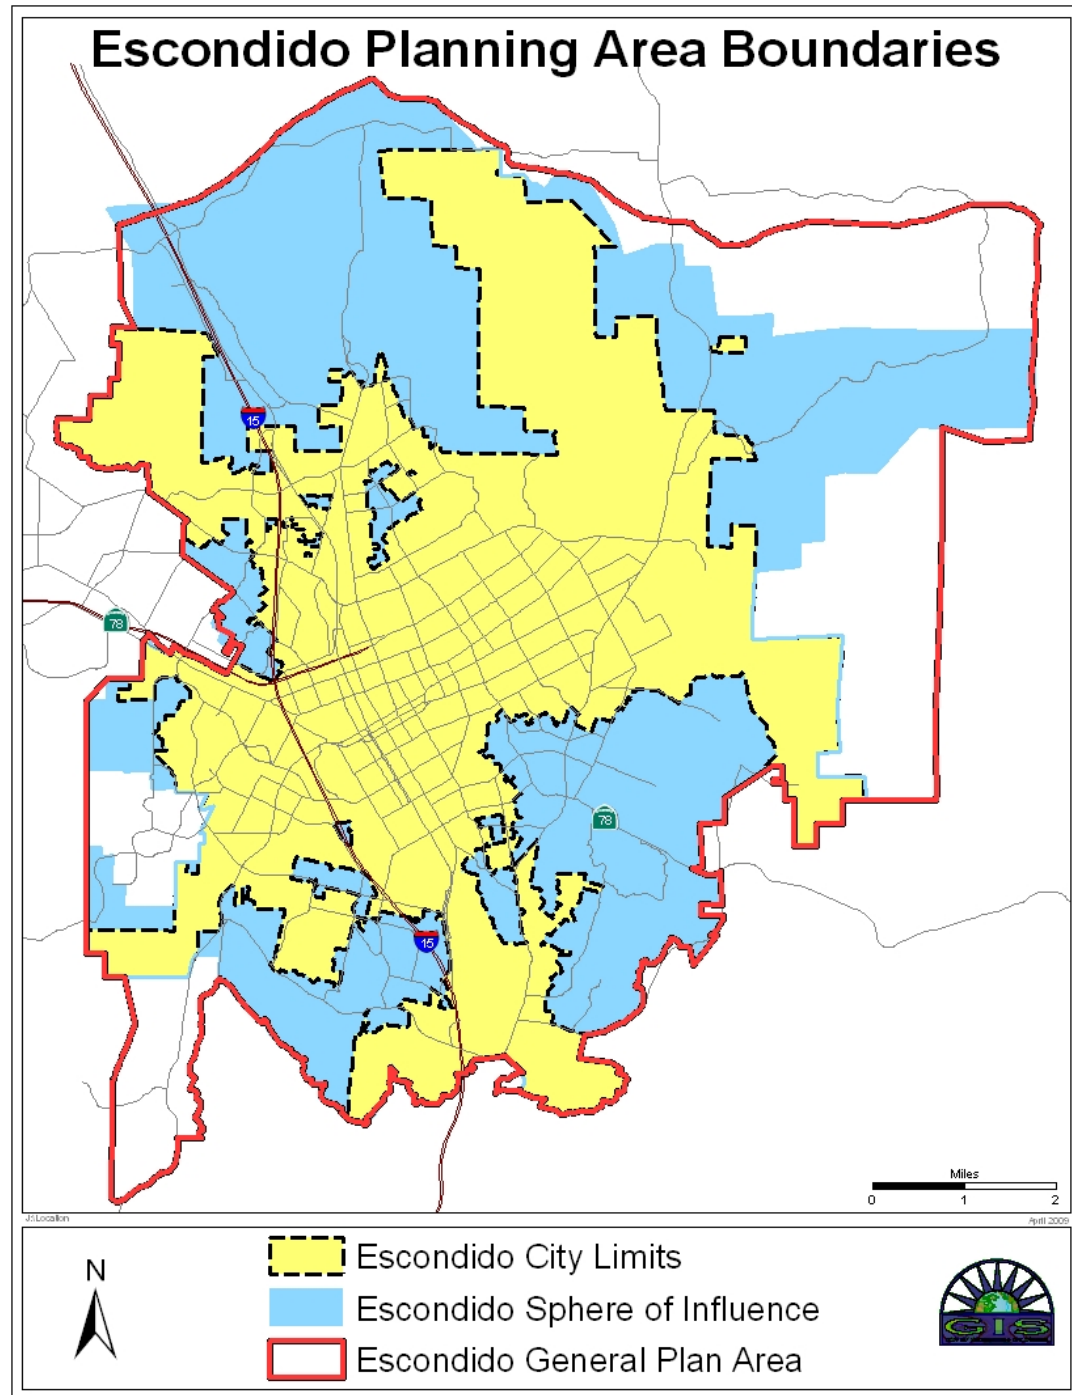 Escondido Planning Area Boundaries
15
78
78
15
Miles
0 1 2
J:\Location
April 2009
N
Escondido City Limits
Escondido Sphere of Influence
Escondido General Plan Area
GIS